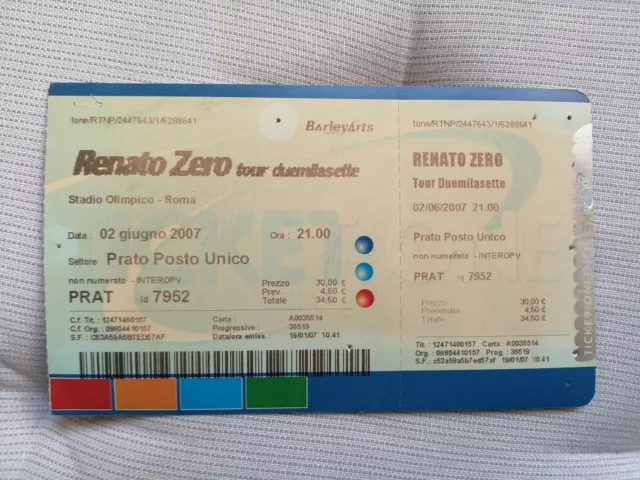 tone/RTNP/2447643/1/6288641
BarleyArts
Renato Zero tour duemilasette
Stadio Olimpico - Roma
Data : 02 giugno 2007 Ora : 21.00
Settore Prato Posto Unico
non numerato - INTEROPV
PRAT Id 7952
Prezzo 30,00 €
Prev. 4,50 €
Totale 34,50 €
C.f. Tit. : 12471480157 Carta : A0035514
C.f. Org. : 09854410157 Progressivo : 38519
S.F. : C53A59A5B7ED57AF Data/ora emiss. : 19/01/07 10.41
tone/RTNP/2447643/1/6288641
RENATO ZERO
Tour Duemilasette
02/06/2007 21.00
Prato Posto Unico
non numerato - INTEROPV
PRAT Id 7952
Prezzo 30,00 €
Prevendita 4,50 €
Totale 34,50 €
Tit. : 12471480157 Carta : A0035514
Org. : 09854410157 Prog. : 38519
S.F. : c53a59a5b7ed57af 19/01/07 10.41